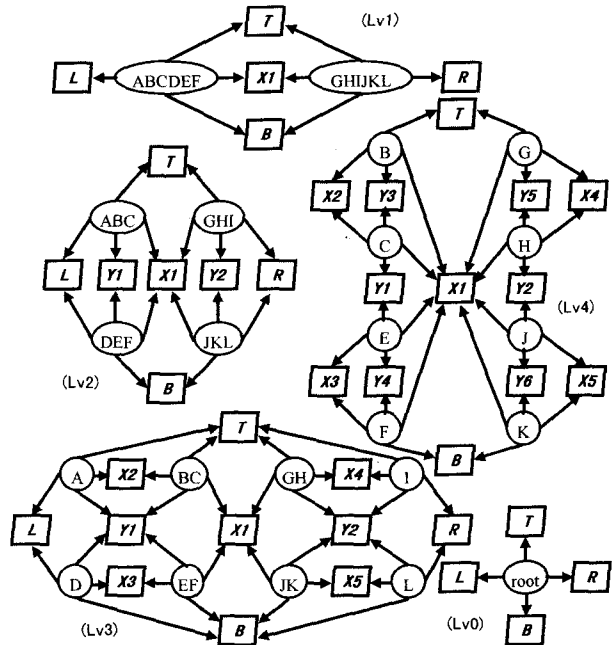 T (Lv1)
L ABCDEF X1 GHIJKL R
B
T
B G
X2 Y3 Y5 X4
C H
Y1 X1 Y2
(Lv4)
E J
X3 Y4 Y6 X5
F K
B
T
ABC GHI
L Y1 X1 Y2 R
DEF JKL
(Lv2)
B
T
A X2 BC GH X4 I
L Y1 X1 Y2 R
D X3 EF JK X5 L
(Lv3) B
T
L root R
(Lv0)
B